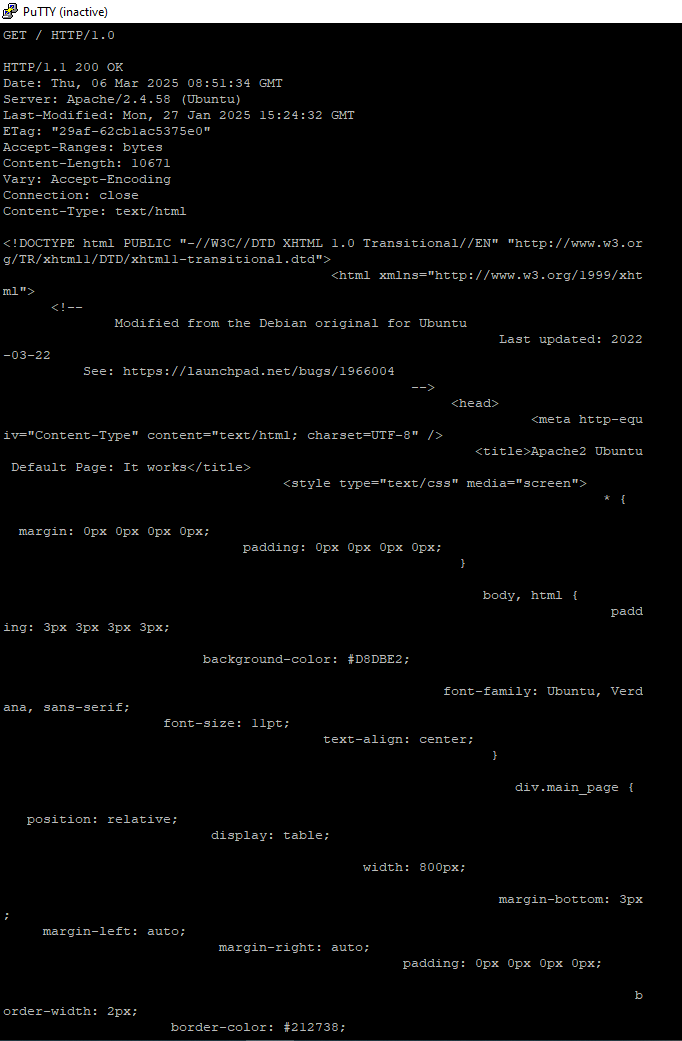 PuTTY (inactive)
GET / HTTP/1.0
HTTP/1.1 200 OK
Date: Thu, 06 Mar 2025 08:51:34 GMT
Server: Apache/2.4.58 (Ubuntu)
Last-Modified: Mon, 27 Jan 2025 15:24:32 GMT
ETag: "29af-62cb1ac5375e0"
Accept-Ranges: bytes
Content-Length: 10671
Vary: Accept-Encoding
Connection: close
Content-Type: text/html
<!DOCTYPE html PUBLIC "-//W3C//DTD XHTML 1.0 Transitional//EN" "http://www.w3.or
g/TR/xhtml1/DTD/xhtml1-transitional.dtd">
<html xmlns="http://www.w3.org/1999/xht
ml">
<!--
Modified from the Debian original for Ubuntu
Last updated: 2022
-03-22
See: https://launchpad.net/bugs/1966004
-->
<head>
<meta http-equ
iv="Content-Type" content="text/html; charset=UTF-8" />
<title>Apache2 Ubuntu
Default Page: It works</title>
<style type="text/css" media="screen">
* {
margin: 0px 0px 0px 0px;
padding: 0px 0px 0px 0px;
}
body, html {
padd
ing: 3px 3px 3px 3px;
background-color: #D8DBE2;
font-family: Ubuntu, Verd
ana, sans-serif;
font-size: 11pt;
text-align: center;
}
div.main_page {
position: relative;
display: table;
width: 800px;
margin-bottom: 3px
;
margin-left: auto;
margin-right: auto;
padding: 0px 0px 0px 0px;
b
order-width: 2px;
border-color: #212738;